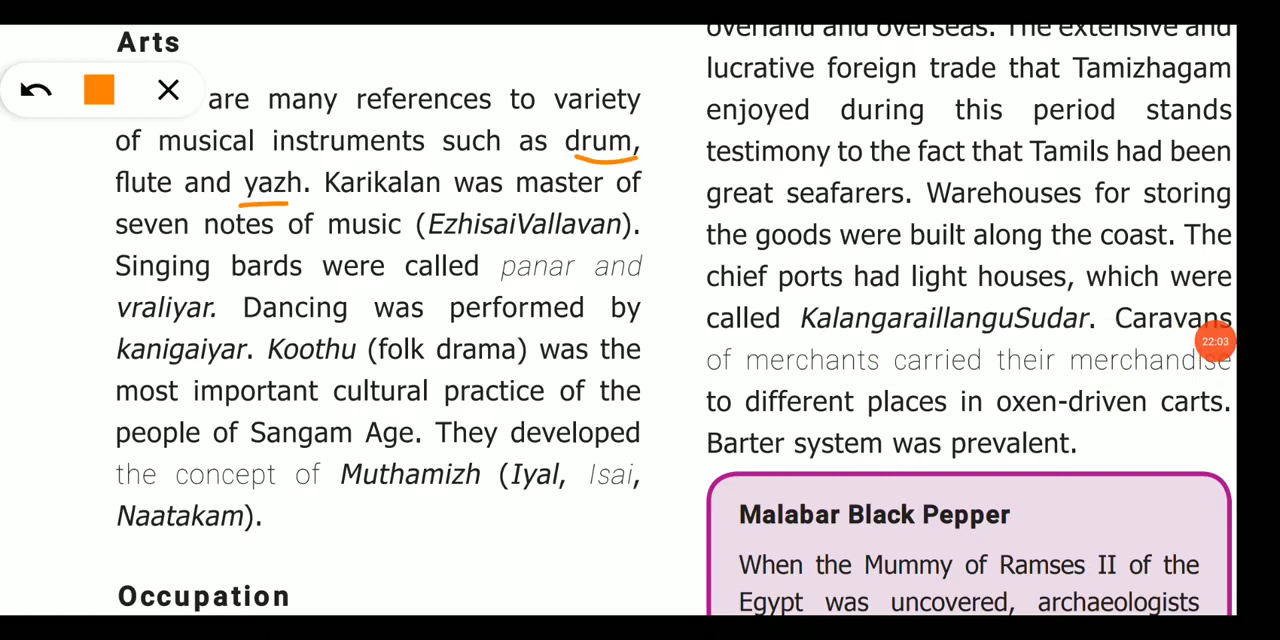 Arts
are many references to variety
of musical instruments such as drum,
flute and yazh. Karikalan was master of
seven notes of music (EzhisaiVallavan).
Singing bards were called panar and
vraliyar. Dancing was performed by
kanigaiyar. Koothu (folk drama) was the
most important cultural practice of the
people of Sangam Age. They developed
the concept of Muthamizh (Iyal, Isai,
Naatakam).
Occupation
overland and overseas. The extensive and
lucrative foreign trade that Tamizhagam
enjoyed during this period stands
testimony to the fact that Tamils had been
great seafarers. Warehouses for storing
the goods were built along the coast. The
chief ports had light houses, which were
called KalangaraillanguSudar. Caravans
of merchants carried their merchandise
to different places in oxen-driven carts.
Barter system was prevalent.
22:03
Malabar Black Pepper
When the Mummy of Ramses II of the
Egypt was uncovered, archaeologists